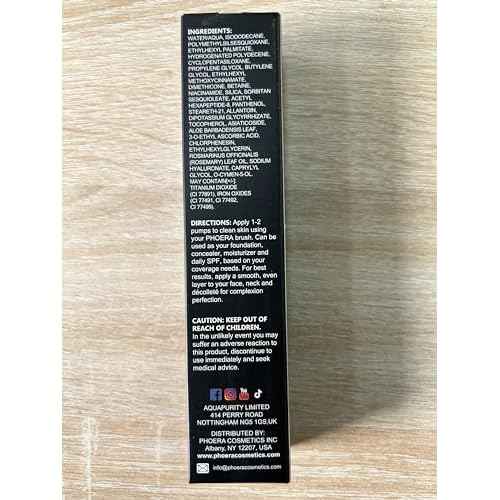 INGREDIENTS:
WATER/AQUA, ISODODECANE,
POLYMETHYLSILSESQUIOXANE,
ETHYLHEXYL PALMITATE,
HYDROGENATED POLYDECENE,
CYCLOPENTASILOXANE,
PROPYLENE GLYCOL, BUTYLENE
GLYCOL, ETHYLHEXYL
METHOXYCINNAMATE,
DIMETHICONE, BETAINE,
NIACINAMIDE, SILICA, SORBITAN
SESQUIOLEATE, ACETYL
HEXAPEPTIDE-8, PANTHENOL,
STEARETH-21, ALLANTOIN,
DIPOTASSIUM GLYCYRRHIZATE,
TOCOPHEROL, ASIATICOSIDE,
ALOE BARBADENSIS LEAF,
3-O-ETHYL ASCORBIC ACID,
CHLORPHENESIN,
ETHYLHEXYLGLYCERIN,
ROSMARINUS OFFICINALIS
(ROSEMARY) LEAF OIL, SODIUM
HYALURONATE, CAPRYLYL
GLYCOL, O-CYMEN-5-OL.
MAY CONTAIN[+/-]
TITANIUM DIOXIDE
(CI 77891), IRON OXIDES
(CI 77491, CI 77492,
CI 77499).
DIRECTIONS: Apply 1-2
pumps to clean skin using
your PHOERA brush. Can be
used as your foundation,
concealer, moisturizer and
daily SPF, based on your
coverage needs. For best
results, apply a smooth, even
layer to your face, neck and
décolleté for complexion
perfection.
CAUTION: KEEP OUT OF
REACH OF CHILDREN.
In the unlikely event you may
suffer an adverse reaction to
this product, discontinue to
use immediately and seek
medical advice.
AQUAPURITY LIMITED
414 PERRY ROAD
NOTTINGHAM NG5 1GS,UK
DISTRIBUTED BY:
PHOERA COSMETICS INC
Albany, NY 12207, USA
www.phoeracosmetics.com
info@phoeracosmetics.com